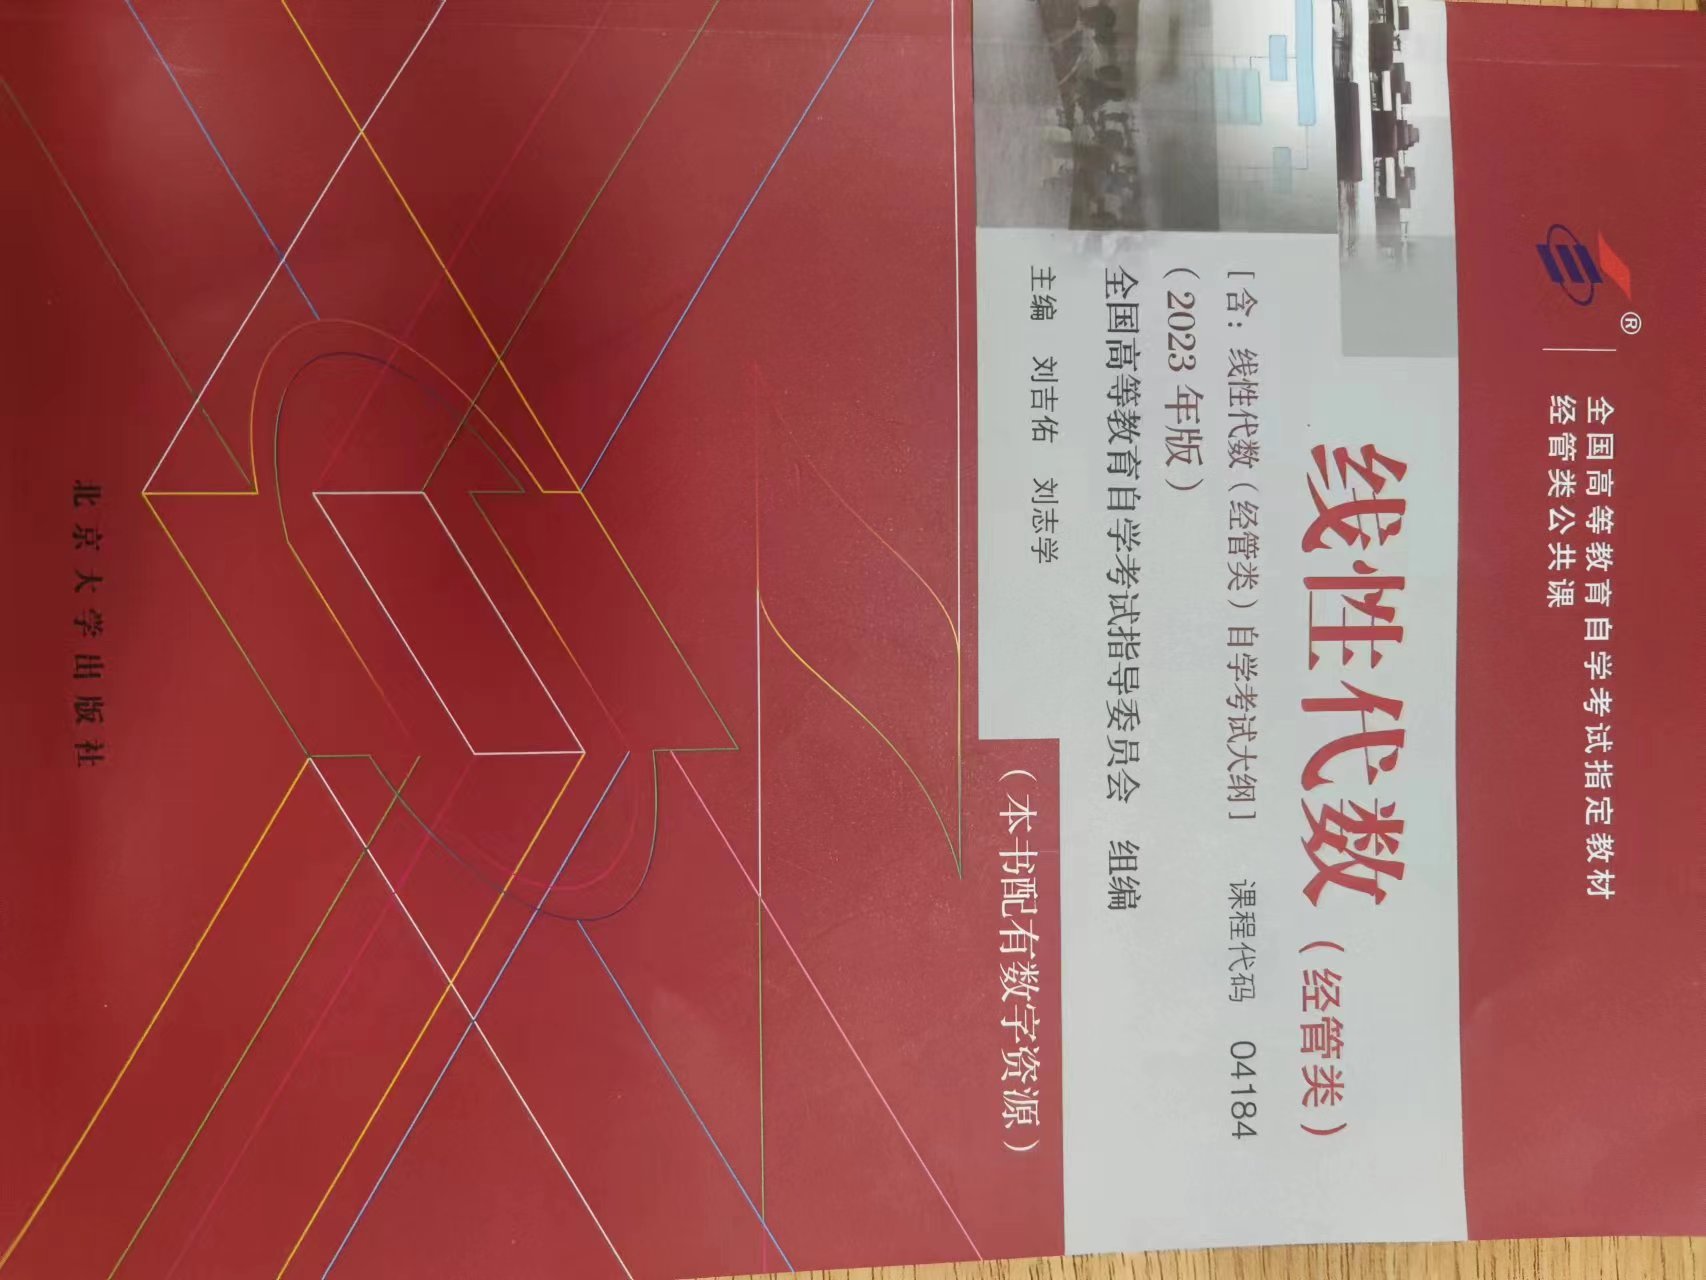 ®
全国高等教育自学考试指定教材
经管类公共课
线性代数（经管类）
[含：线性代数（经管类）自学考试大纲] 课程代码 04184
（2023年版）
全国高等教育自学考试指导委员会 组编
主编 刘吉佑 刘志学
（本书配有数字资源）
北京大学出版社